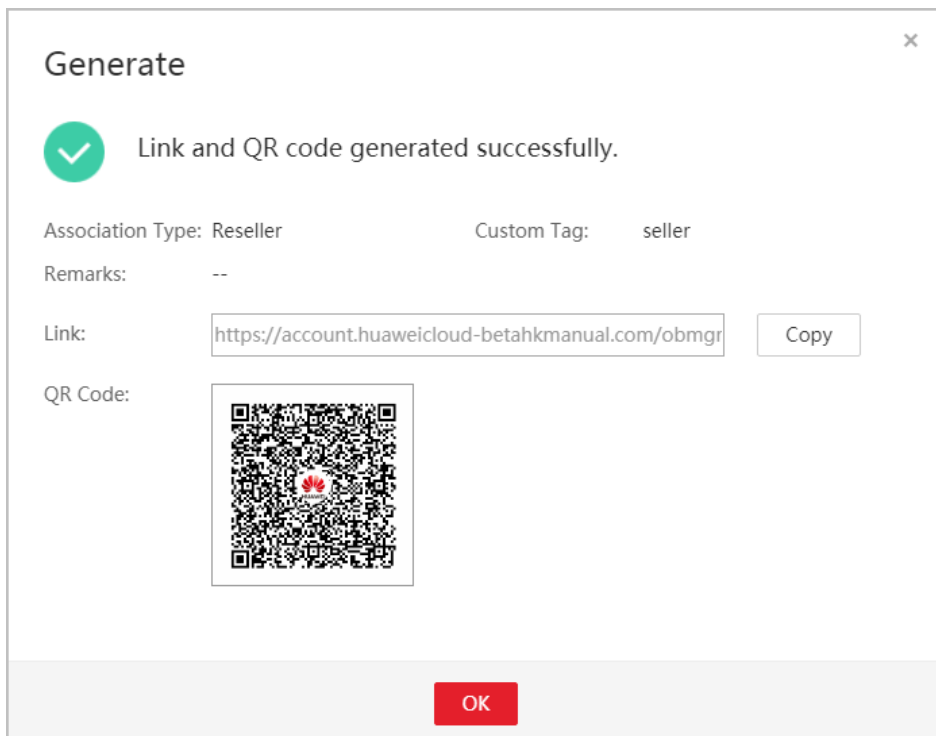 Generate
Link and QR code generated successfully.
Association Type: Reseller Custom Tag: seller
Remarks: --
Link: https://account.huaweicloud-betahkmanual.com/obmgr Copy
QR Code:
HUAWEI
OK